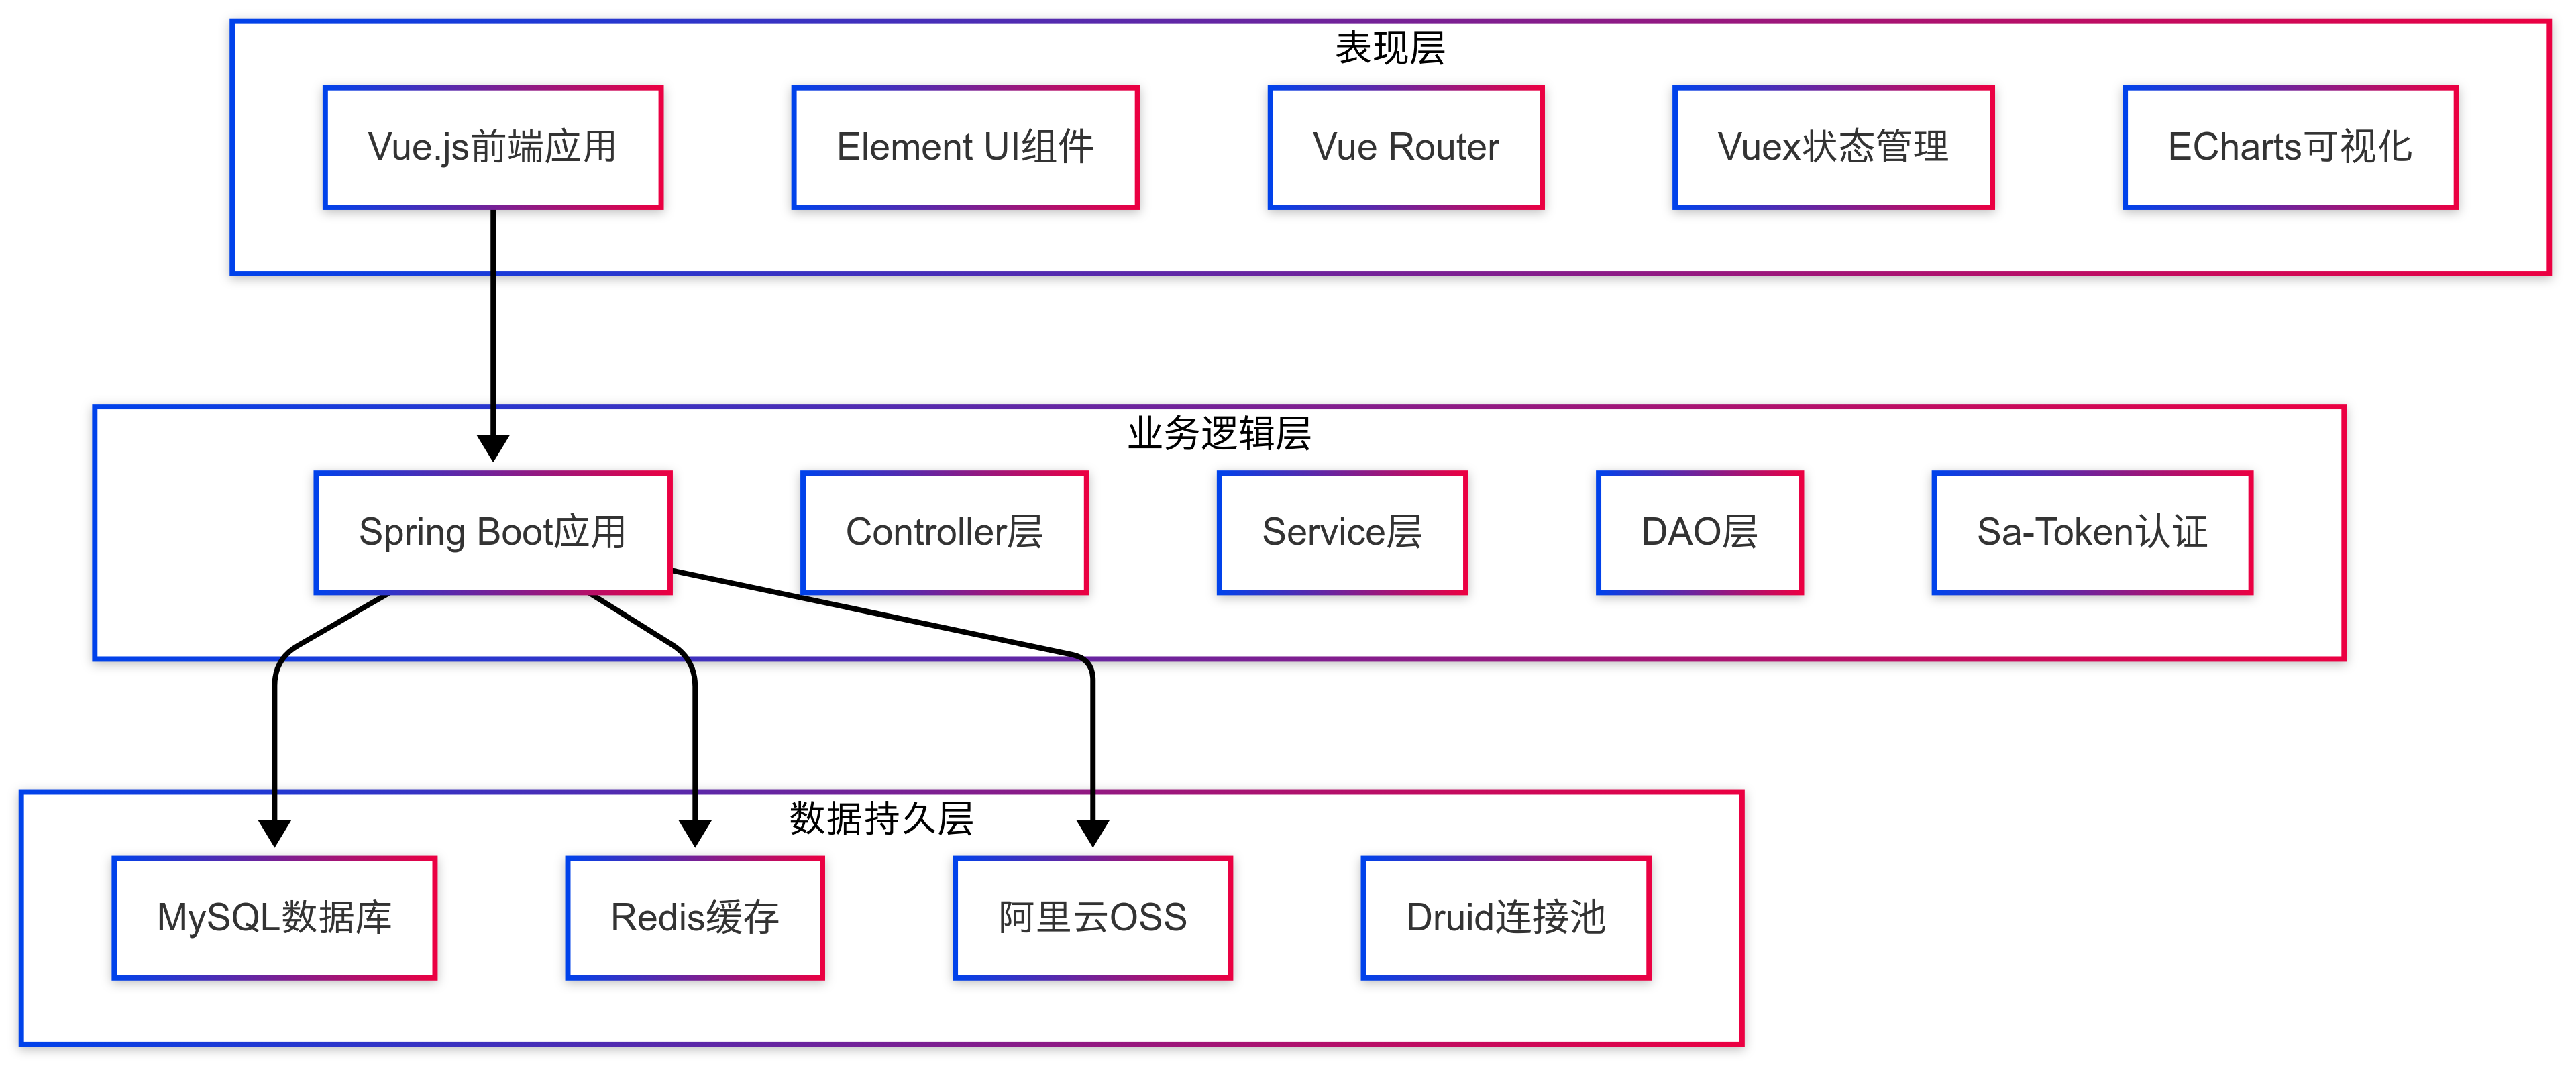 表现层
Vue.js前端应用
Element UI组件
Vue Router
Vuex状态管理
ECharts可视化
业务逻辑层
Spring Boot应用
Controller层
Service层
DAO层
Sa-Token认证
数据持久层
MySQL数据库
Redis缓存
阿里云OSS
Druid连接池